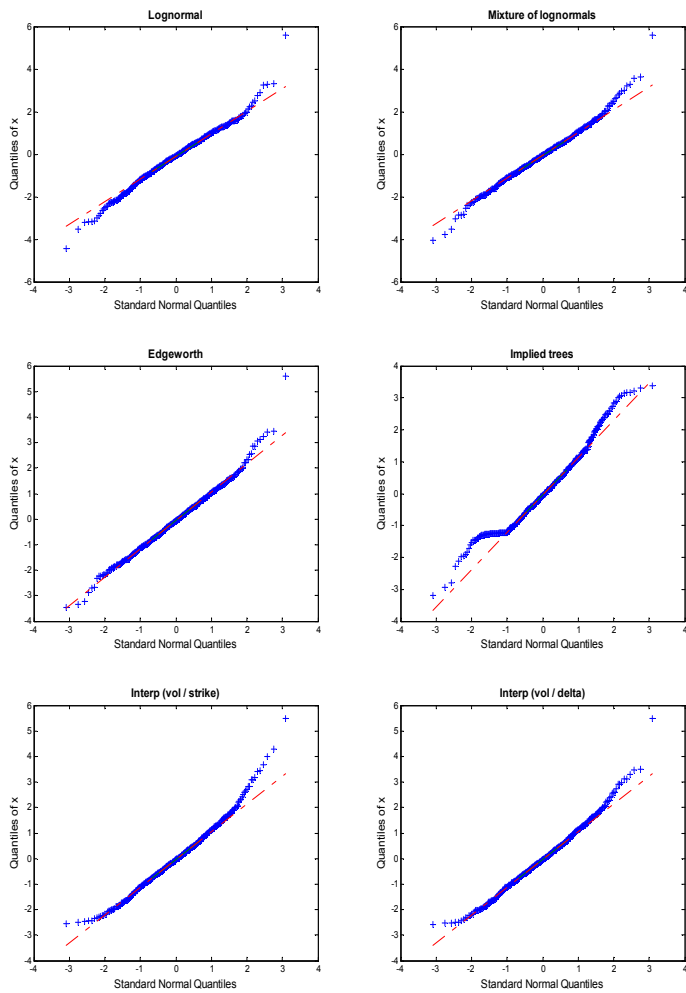 Lognormal
6
4
2
0
-2
-4
-6
Quantiles of x
-4 -3 -2 -1 0 1 2 3 4
Standard Normal Quantiles
Mixture of lognormals
6
4
2
0
-2
-4
-6
Quantiles of x
-4 -3 -2 -1 0 1 2 3 4
Standard Normal Quantiles
Edgeworth
6
5
4
3
2
1
0
-1
-2
-3
-4
Quantiles of x
-4 -3 -2 -1 0 1 2 3 4
Standard Normal Quantiles
Implied trees
4
3
2
1
0
-1
-2
-3
-4
Quantiles of x
-4 -3 -2 -1 0 1 2 3 4
Standard Normal Quantiles
Interp (vol / strike)
6
5
4
3
2
1
0
-1
-2
-3
-4
Quantiles of x
-4 -3 -2 -1 0 1 2 3 4
Standard Normal Quantiles
Interp (vol / delta)
6
5
4
3
2
1
0
-1
-2
-3
-4
Quantiles of x
-4 -3 -2 -1 0 1 2 3 4
Standard Normal Quantiles